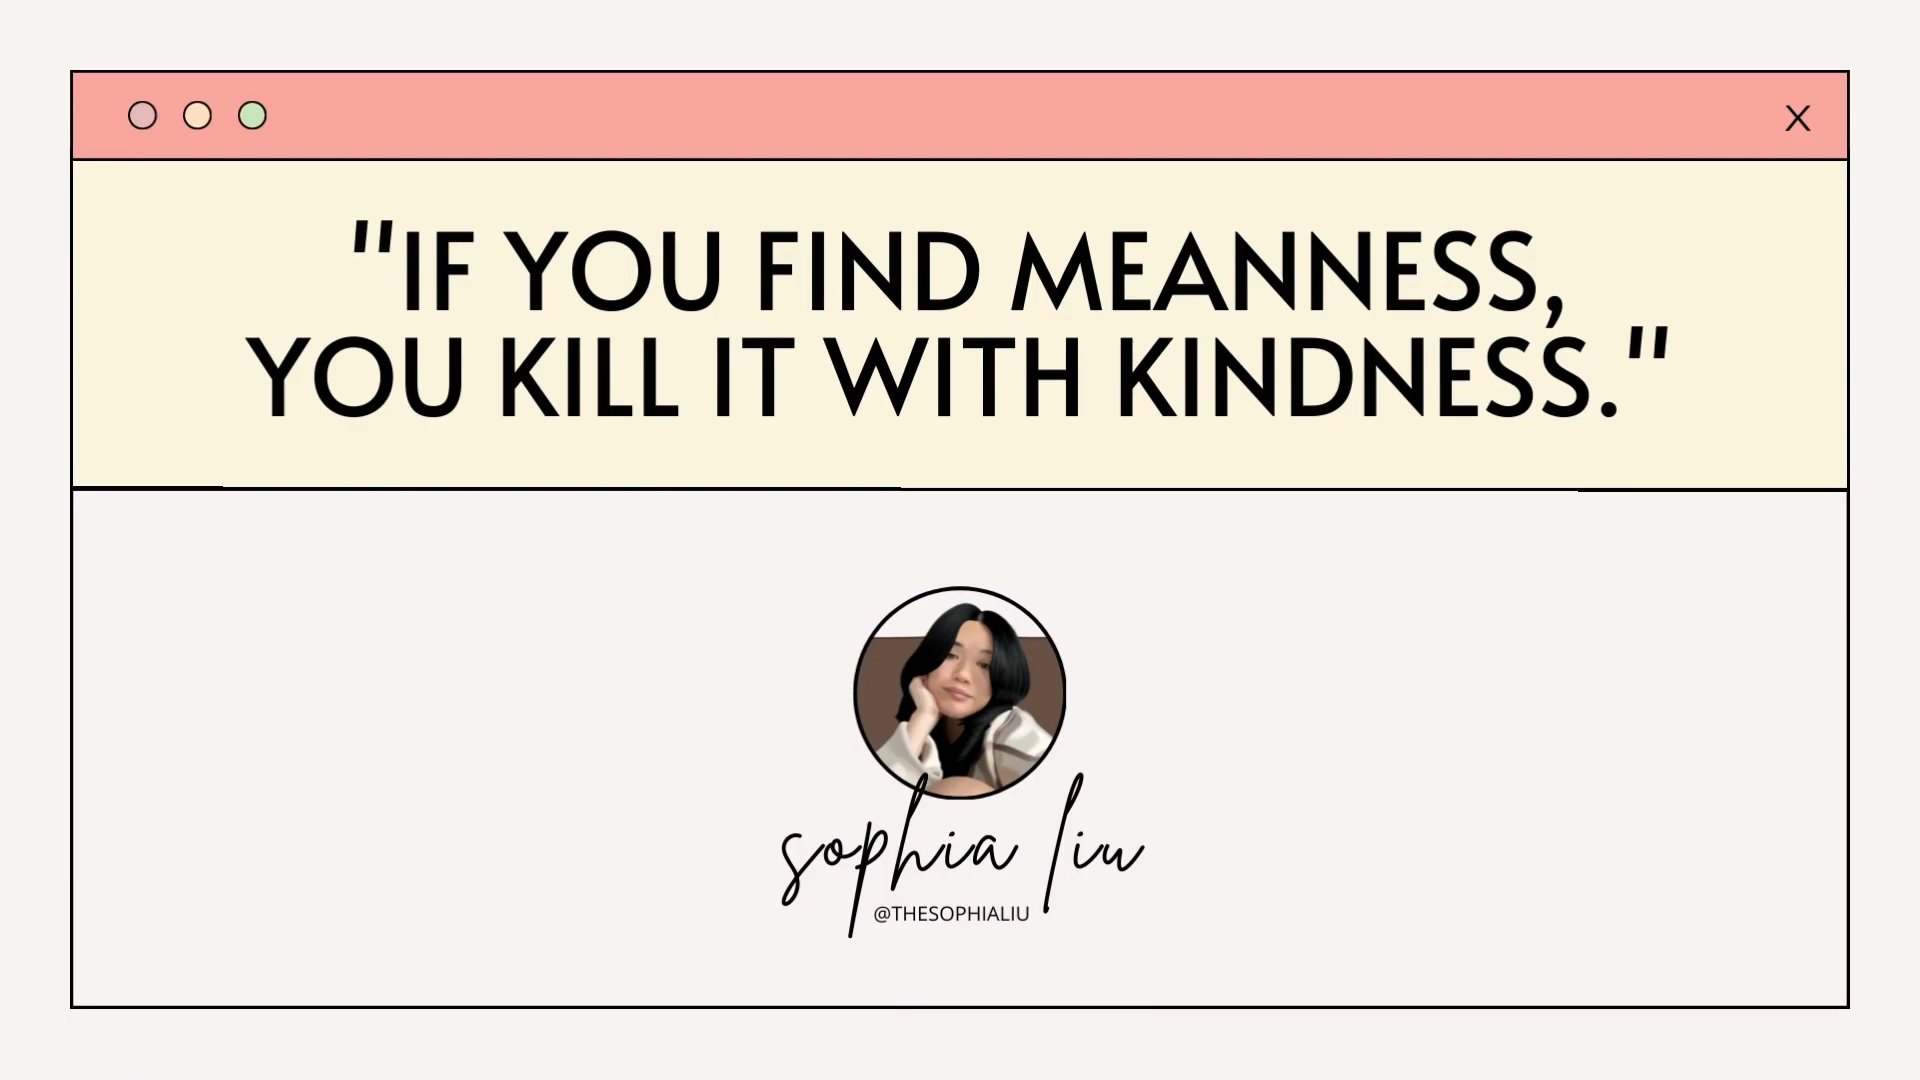 X
"IF YOU FIND MEANNESS,
YOU KILL IT WITH KINDNESS."
sophia liu
@THESOPHIALIU